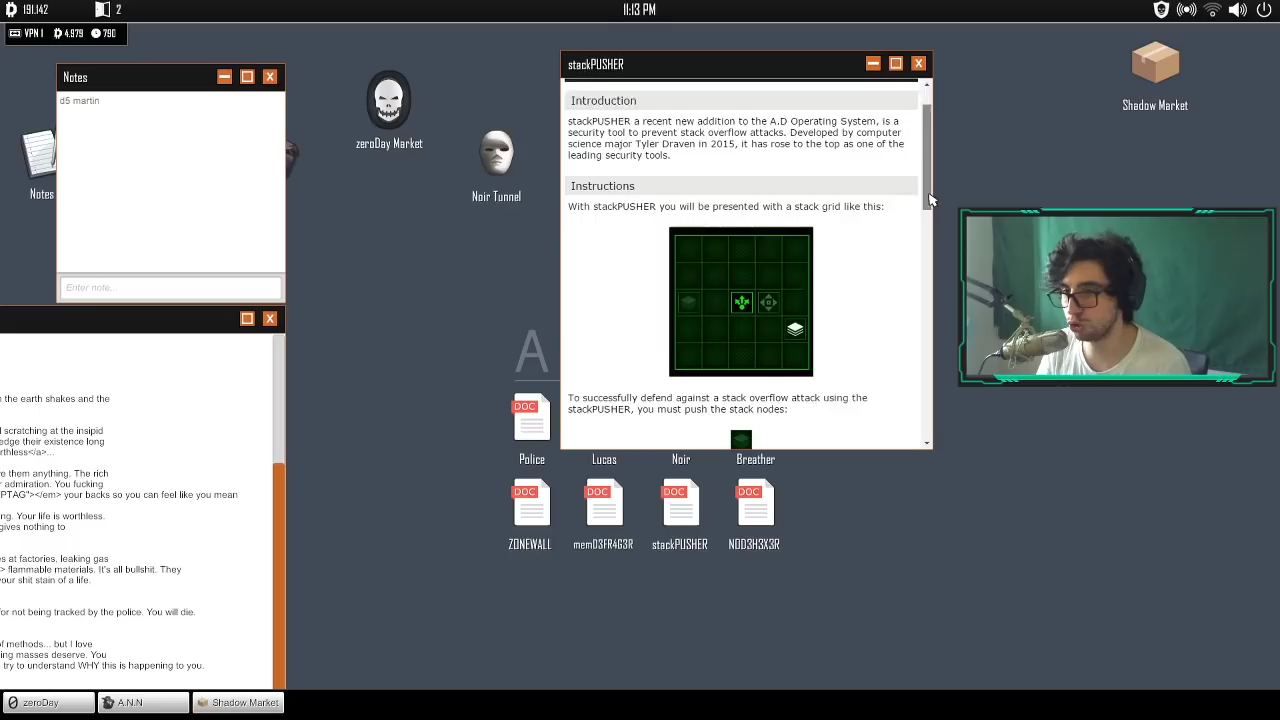 191.142
2
11:13 PM
VPN 1
4.979
790
Notes
d5 martin
Enter note...
Notes
zeroDay Market
Noir Tunnel
Shadow Market
stackPUSHER
Introduction
stackPUSHER a recent new addition to the A.D Operating System, is a
security tool to prevent stack overflow attacks. Developed by computer
science major Tyler Draven in 2015, it has rose to the top as one of the
leading security tools.
Instructions
With stackPUSHER you will be presented with a stack grid like this:
To successfully defend against a stack overflow attack using the
stackPUSHER, you must push the stack nodes:
A
DOC
Police
Lucas
Noir
Breather
DOC
DOC
DOC
DOC
ZONEWALL
memD3FR4G3R
stackPUSHER
NOD3H3X3R
the earth shakes and the
scratching at the insipid
edge their existence long
rthless</a>...
ve them anything. The rich
r admiration. You fucking
PTAG"></em> your backs so you can feel like you mean
ng. Your life is worthless.
gives nothing to
es at factories, leaking gas
> flammable materials. It's all bullshit. They
your shit stain of a life.
for not being tracked by the police. You will die.
of methods... but I love
ing masses deserve. You
try to understand WHY this is happening to you.
zeroDay
A.N.N
Shadow Market